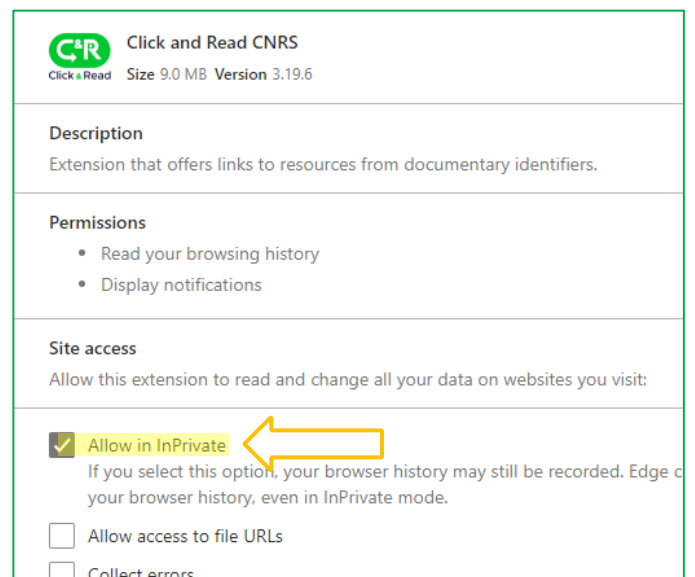 C&R
Click & Read
Click and Read CNRS
Size 9.0 MB Version 3.19.6
Description
Extension that offers links to resources from documentary identifiers.
Permissions
Read your browsing history
Display notifications
Site access
Allow this extension to read and change all your data on websites you visit:
Allow in InPrivate
If you select this option, your browser history may still be recorded. Edge c
your browser history, even in InPrivate mode.
Allow access to file URLs
Collect errors